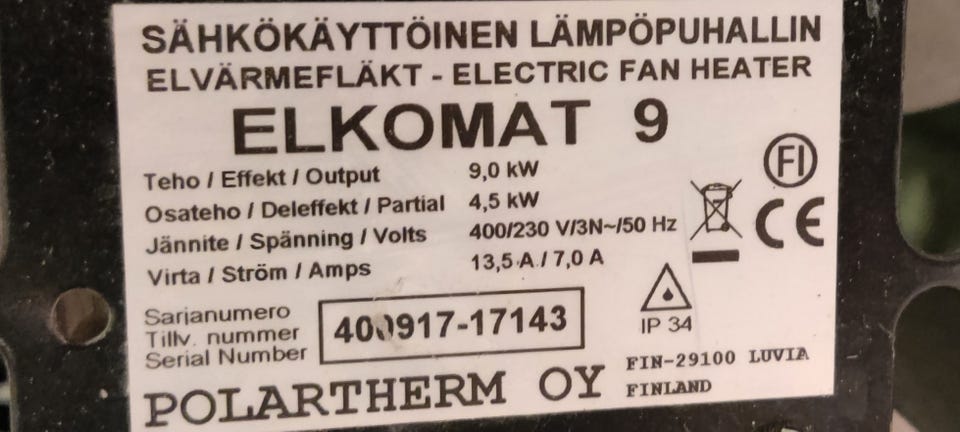 SÄHKÖKÄYTTÖINEN LÄMPÖPUHALLIN
ELVÄRMEFLÄKT - ELECTRIC FAN HEATER
ELKOMAT 9
Teho / Effekt / Output 9,0 kW
Osateho / Deleffekt / Partial 4,5 kW
Jännite / Spänning / Volts 400/230 V/3N~/50 Hz
Virta / Ström / Amps 13,5 A / 7,0 A
FI
CE
IP 34
Sarjanumero
Tillv. nummer
Serial Number
400917-17143
POLARTHERM OY
FIN-29100 LUVIA
FINLAND